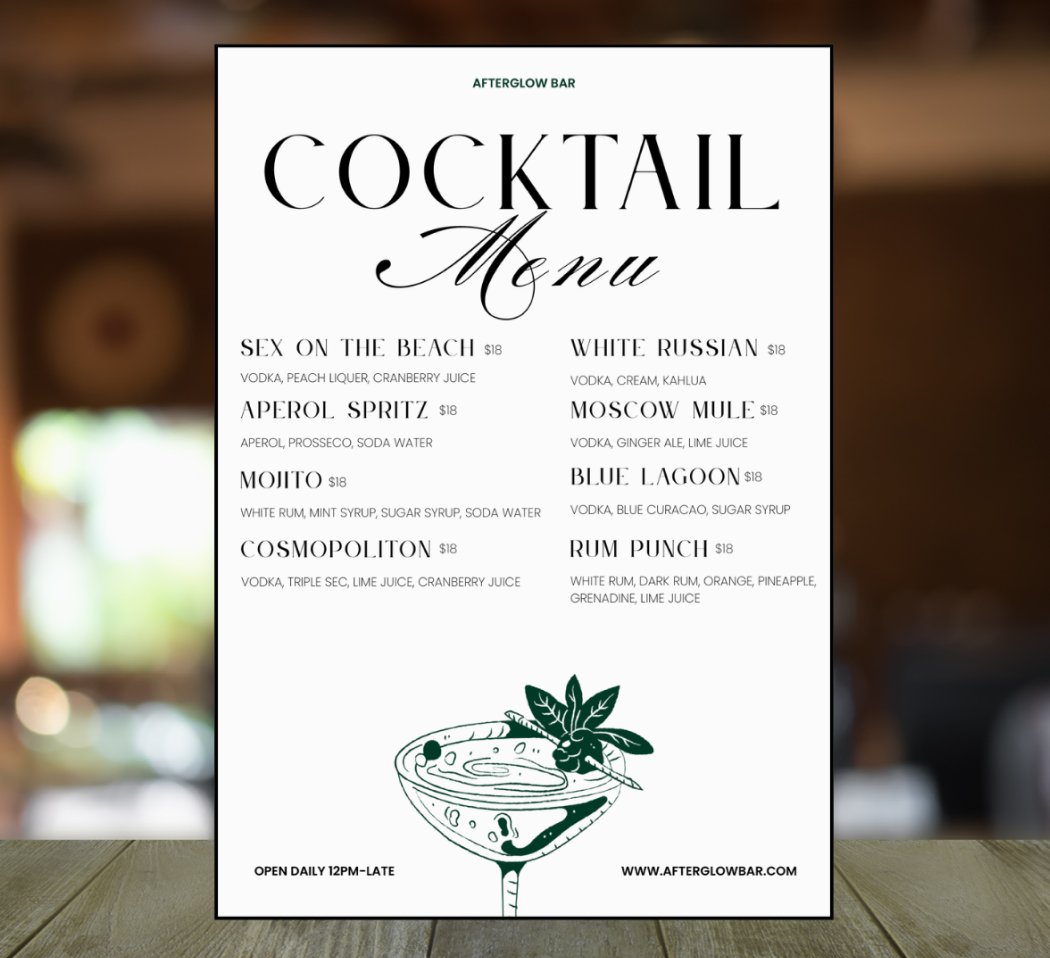 AFTERGLOW BAR
COCKTAIL
Menu
SEX ON THE BEACH $18
VODKA, PEACH LIQUER, CRANBERRY JUICE
APEROL SPRITZ $18
APEROL, PROSSECO, SODA WATER
MOJITO $18
WHITE RUM, MINT SYRUP, SUGAR SYRUP, SODA WATER
COSMOPOLITON $18
VODKA, TRIPLE SEC, LIME JUICE, CRANBERRY JUICE
WHITE RUSSIAN $18
VODKA, CREAM, KAHLUA
MOSCOW MULE $18
VODKA, GINGER ALE, LIME JUICE
BLUE LAGOON $18
VODKA, BLUE CURACAO, SUGAR SYRUP
RUM PUNCH $18
WHITE RUM, DARK RUM, ORANGE, PINEAPPLE,
GRENADINE, LIME JUICE
OPEN DAILY 12PM-LATE
WWW.AFTERGLOWBAR.COM